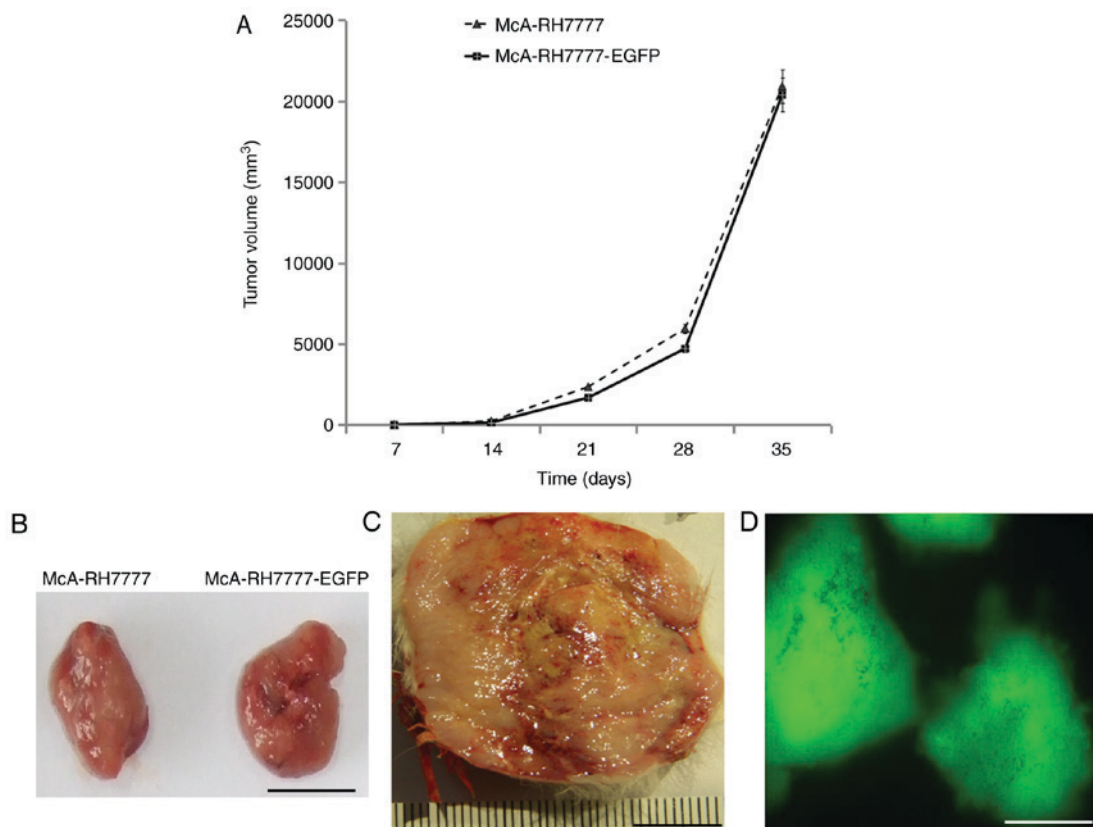 A
McA-RH7777
McA-RH7777-EGFP
25000
20000
15000
10000
5000
0
Tumor volume (mm³)
7 14 21 28 35
Time (days)
B
McA-RH7777 McA-RH7777-EGFP
C
D